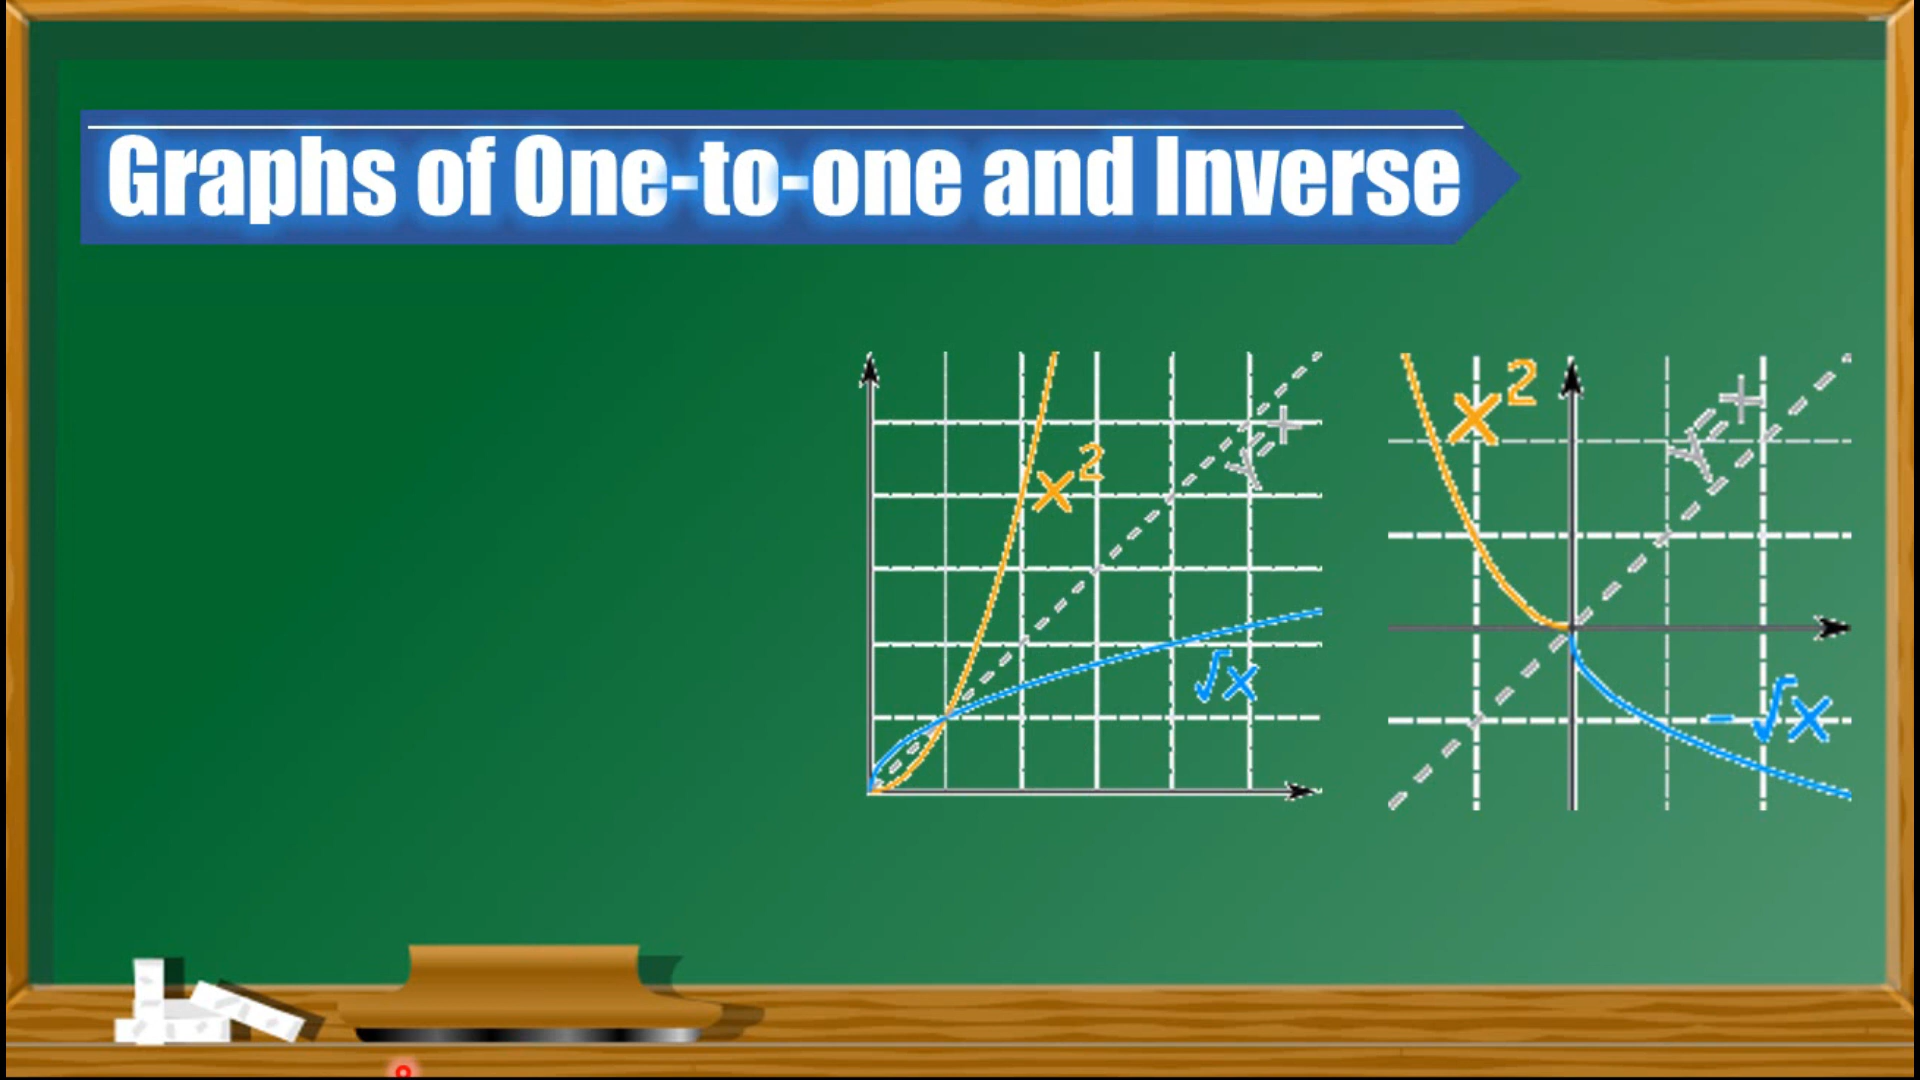 Graphs of One-to-one and Inverse
x²
y=x
√x
x²
y=x
-√x